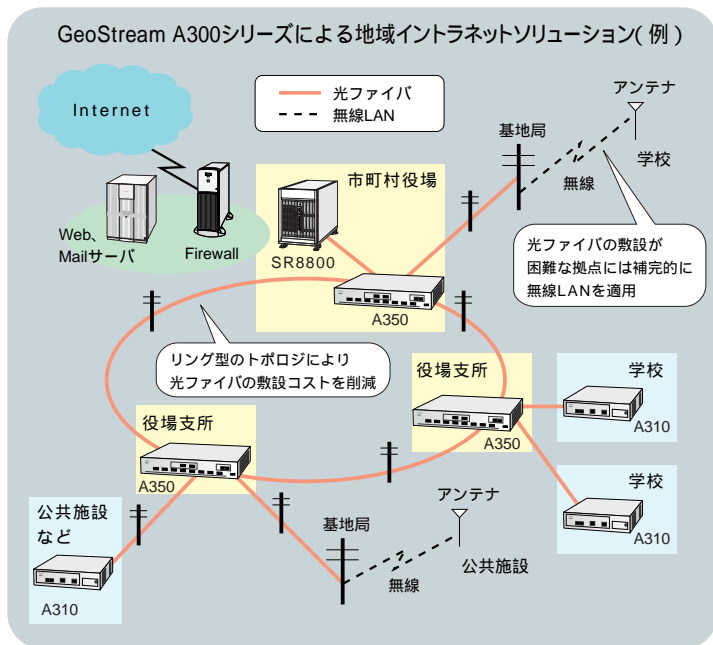 GeoStream A300シリーズによる地域イントラネットソリューション(例)
Internet
光ファイバ
無線LAN
アンテナ
基地局
学校
無線
市町村役場
Web、
Mailサーバ
Firewall
SR8800
A350
光ファイバの敷設が
困難な拠点には補完的に
無線LANを適用
リング型のトポロジにより
光ファイバの敷設コストを削減
役場支所
A350
学校
A310
役場支所
A350
学校
A310
公共施設
など
A310
基地局
アンテナ
無線
公共施設